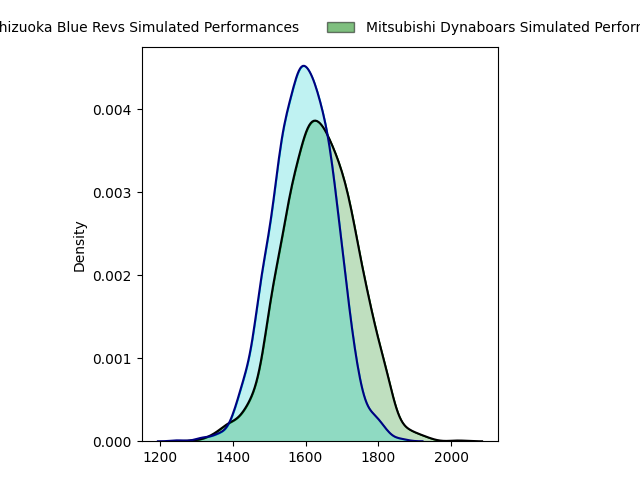 hizuoka Blue Revs Simulated Performances Mitsubishi Dynaboars Simulated Perfor
0.004
0.003
0.002
0.001
0.000
Density
1200 1400 1600 1800 2000